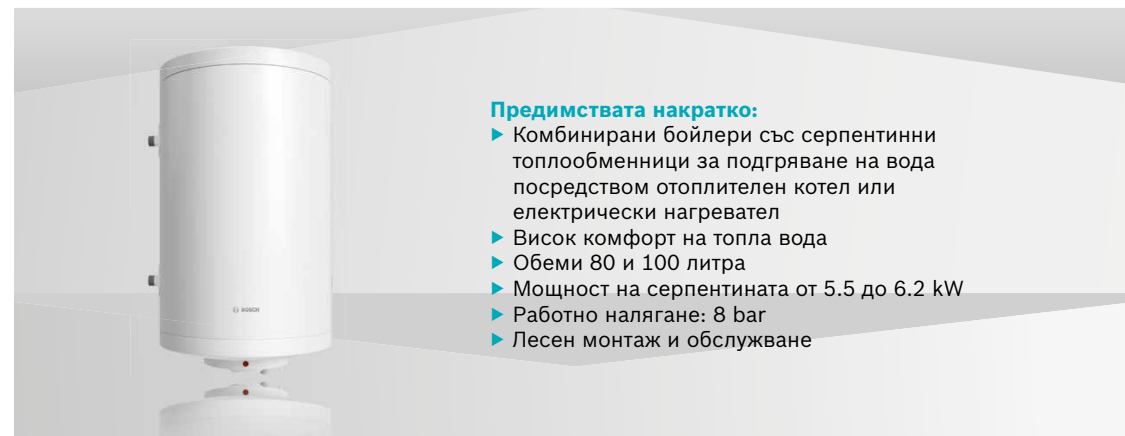 Предимствата накратко:
▶ Комбинирани бойлери със серпентинни
топлообменници за подгряване на вода
посредством отоплителен котел или
електрически нагревател
▶ Висок комфорт на топла вода
▶ Обеми 80 и 100 литра
▶ Мощност на серпентината от 5.5 до 6.2 kW
▶ Работно налягане: 8 bar
▶ Лесен монтаж и обслужване
BOSCH